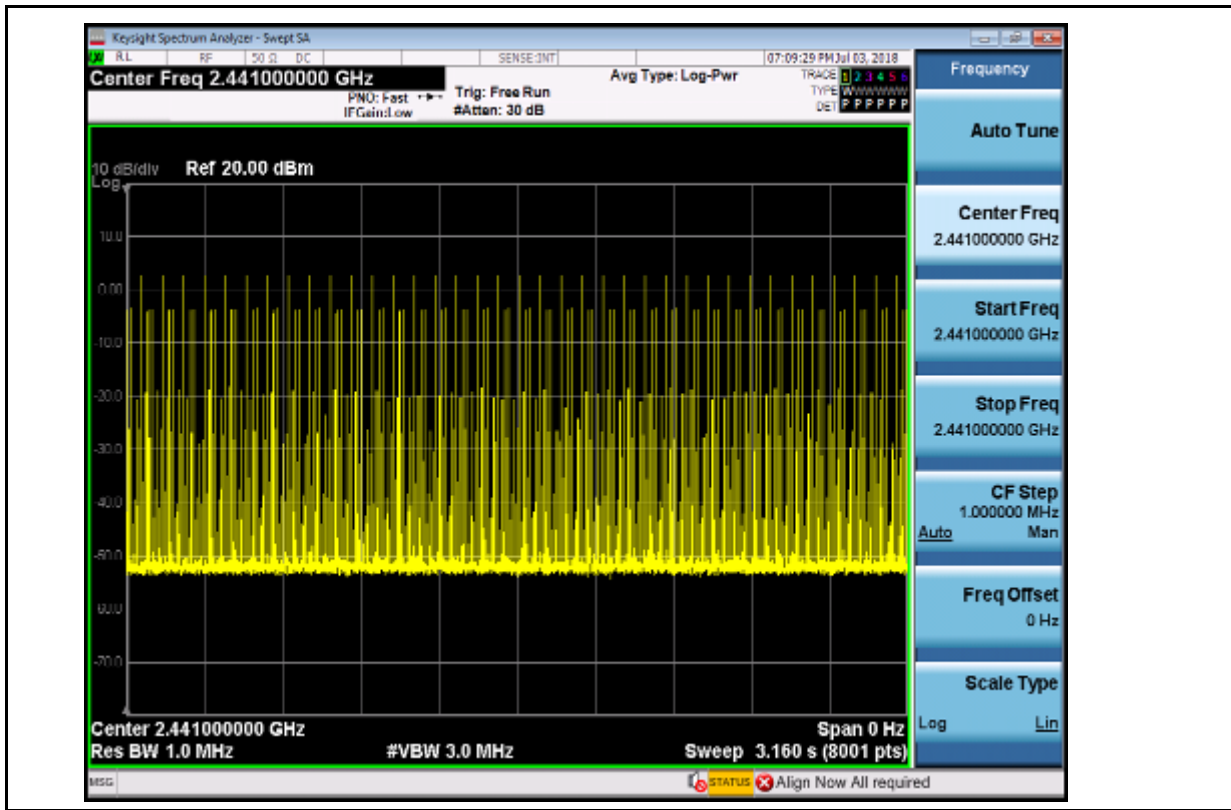 Keysight Spectrum Analyzer - Swept SA
RL RF 50 Ω DC SENSE:INT 07:09:29 PM Jul 03, 2018
Center Freq 2.441000000 GHz
Avg Type: Log-Pwr
TRACE 1 2 3 4 5 6
PNO: Fast Trig: Free Run
TYPE WWWWWW
IFGain:Low #Atten: 30 dB
DET P P P P P P
10 dB/div Ref 20.00 dBm
Log
10.0
0.00
-10.0
-20.0
-30.0
-40.0
-50.0
-60.0
-70.0
Center 2.441000000 GHz Span 0 Hz
Res BW 1.0 MHz #VBW 3.0 MHz Sweep 3.160 s (8001 pts)
MSG STATUS Align Now All required
Frequency
Auto Tune
Center Freq
2.441000000 GHz
Start Freq
2.441000000 GHz
Stop Freq
2.441000000 GHz
CF Step
1.000000 MHz
Auto Man
Freq Offset
0 Hz
Scale Type
Log Lin